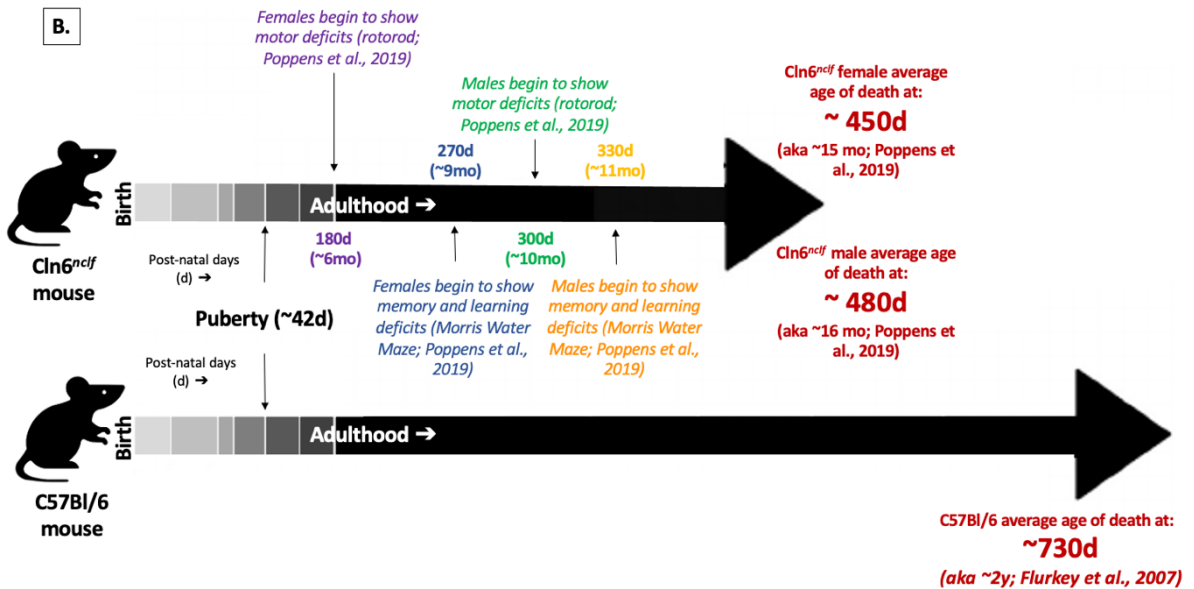 B.
Females begin to show
motor deficits (rotorod;
Poppens et al., 2019)
Males begin to show
motor deficits (rotorod;
Poppens et al., 2019)
Cln6nclf female average
age of death at:
~ 450d
(aka ~15 mo; Poppens et
al., 2019)
270d
(~9mo)
330d
(~11mo)
Birth
Adulthood →
Cln6nclf
mouse
Post-natal days
(d) →
180d
(~6mo)
300d
(~10mo)
Cln6nclf male average age
of death at:
~ 480d
(aka ~16 mo; Poppens et
al., 2019)
Puberty (~42d)
Females begin to show
memory and learning
deficits (Morris Water
Maze; Poppens et al.,
2019)
Males begin to show
memory and learning
deficits (Morris Water
Maze; Poppens et al.,
2019)
Post-natal days
(d) →
Birth
Adulthood →
C57Bl/6
mouse
C57Bl/6 average age of death at:
~730d
(aka ~2y; Flurkey et al., 2007)